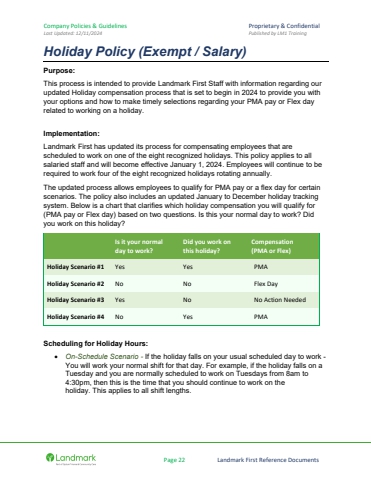 Company Policies & Guidelines Proprietary & Confidential
Last Updated: 12/11/2024 Published by LMS Training
Holiday Policy (Exempt / Salary)
Purpose:
This process is intended to provide Landmark First Staff with information regarding our
updated Holiday compensation process that is set to begin in 2024 to provide you with
your options and how to make timely selections regarding your PMA pay or Flex day
related to working on a holiday.
Implementation:
Landmark First has updated its process for compensating employees that are
scheduled to work on one of the eight recognized holidays. This policy applies to all
salaried staff and will become effective January 1, 2024. Employees will continue to be
required to work four of the eight recognized holidays rotating annually.
The updated process allows employees to qualify for PMA pay or a flex day for certain
scenarios. The policy also includes an updated January to December holiday tracking
system. Below is a chart that clarifies which holiday compensation you will qualify for
(PMA pay or Flex day) based on two questions. Is this your normal day to work? Did
you work on this holiday?
Is it your normal day to work? Did you work on this holiday? Compensation (PMA or Flex)
Holiday Scenario #1 Yes Yes PMA
Holiday Scenario #2 No No Flex Day
Holiday Scenario #3 Yes No No Action Needed
Holiday Scenario #4 No Yes PMA
Scheduling for Holiday Hours:
• On-Schedule Scenario - If the holiday falls on your usual scheduled day to work -
You will work your normal shift for that day. For example, if the holiday falls on a
Tuesday and you are normally scheduled to work on Tuesdays from 8am to
4:30pm, then this is the time that you should continue to work on the
holiday. This applies to all shift lengths.
Landmark
Page 22 Landmark First Reference Documents